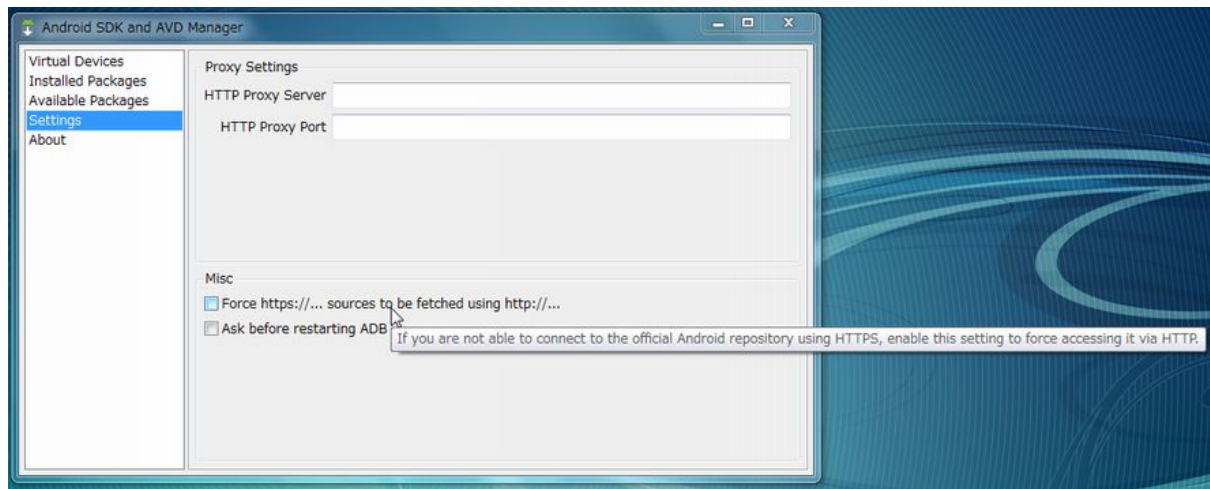 Android SDK and AVD Manager
Virtual Devices
Installed Packages
Available Packages
Settings
About
Proxy Settings
HTTP Proxy Server
HTTP Proxy Port
Misc
Force https://... sources to be fetched using http://...
Ask before restarting ADB
If you are not able to connect to the official Android repository using HTTPS, enable this setting to force accessing it via HTTP.